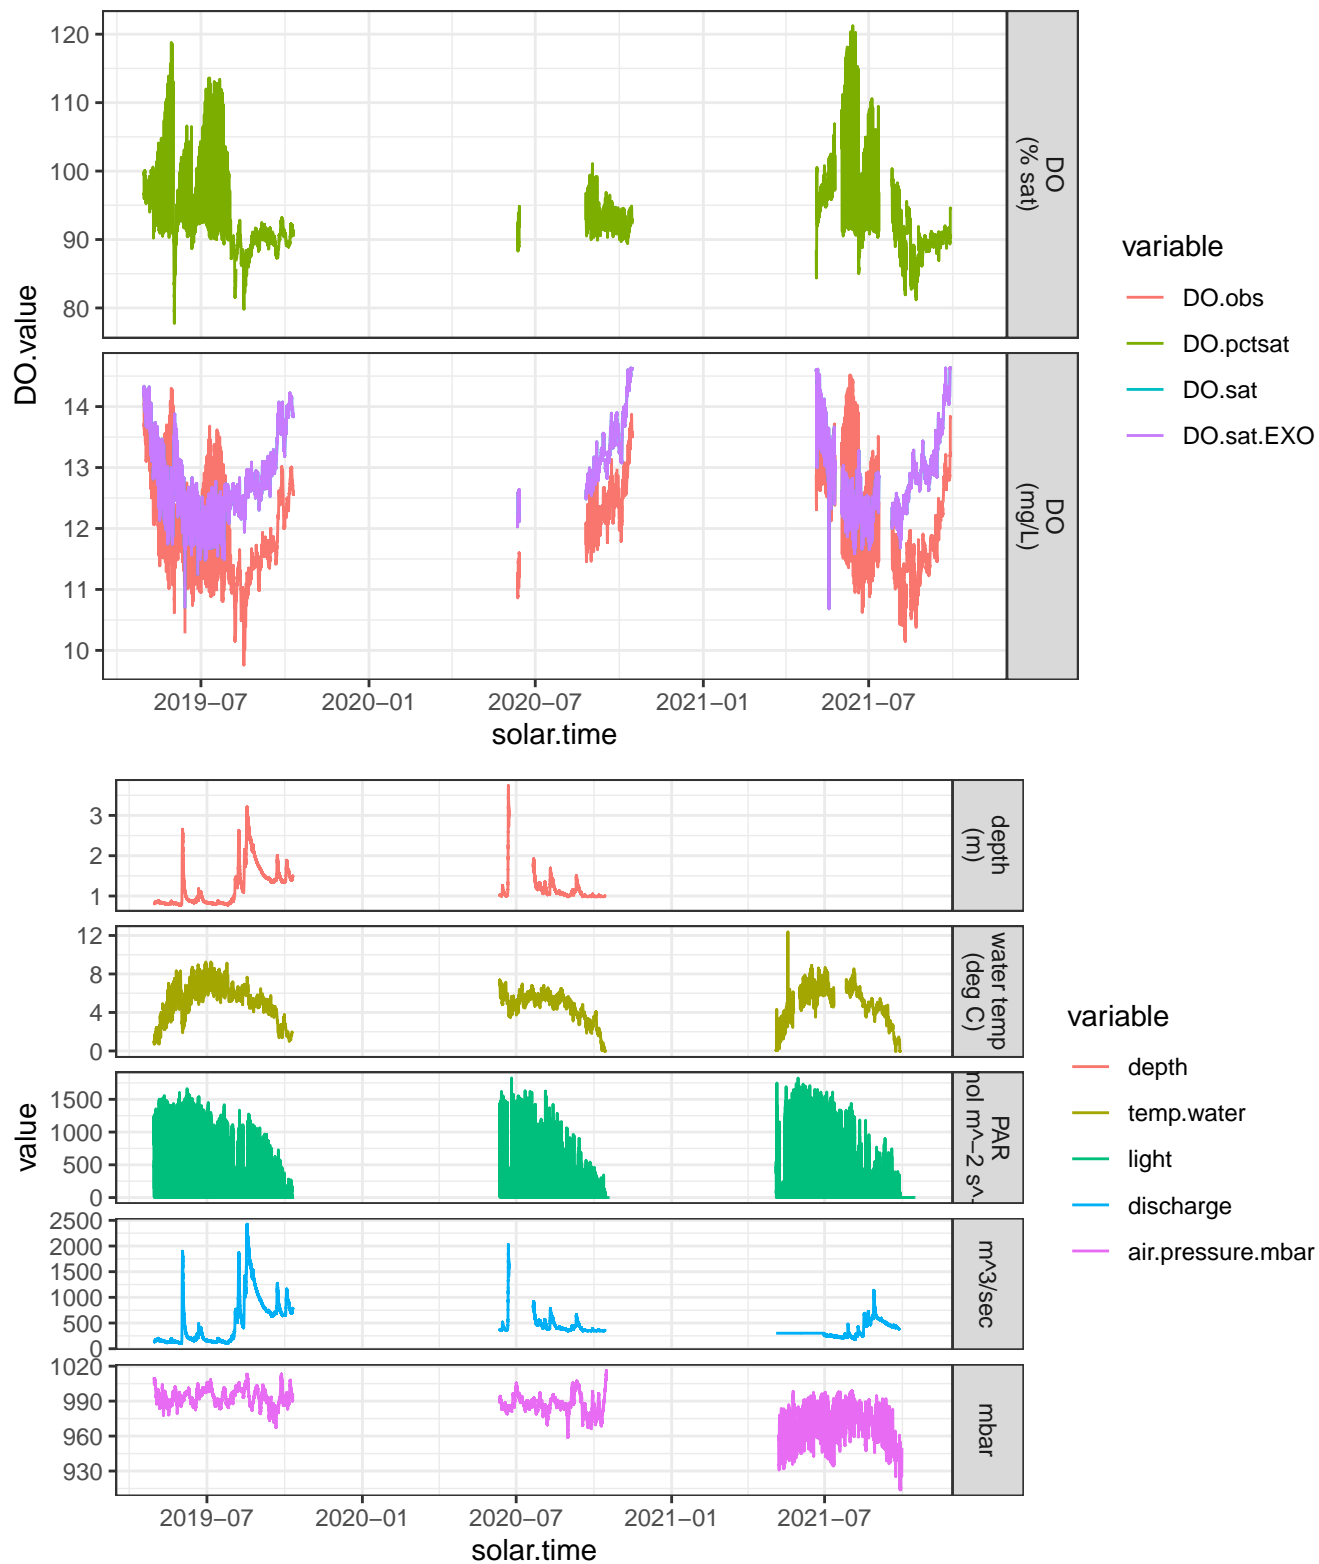 DO.value
120
110
100
90
80
DO
(% sat)
14
13
12
11
10
DO
(mg/L)
2019−07
2020−01
2020−07
2021−01
2021−07
solar.time
variable
DO.obs
DO.pctsat
DO.sat
DO.sat.EXO
value
3
2
1
depth
(m)
12
8
4
0
water temp
(deg C)
1500
1000
500
0
PAR
mol m^−2 s^
2500
2000
1500
1000
500
0
m^3/sec
1020
990
960
930
mbar
2019−07
2020−01
2020−07
2021−01
2021−07
solar.time
variable
depth
temp.water
light
discharge
air.pressure.mbar